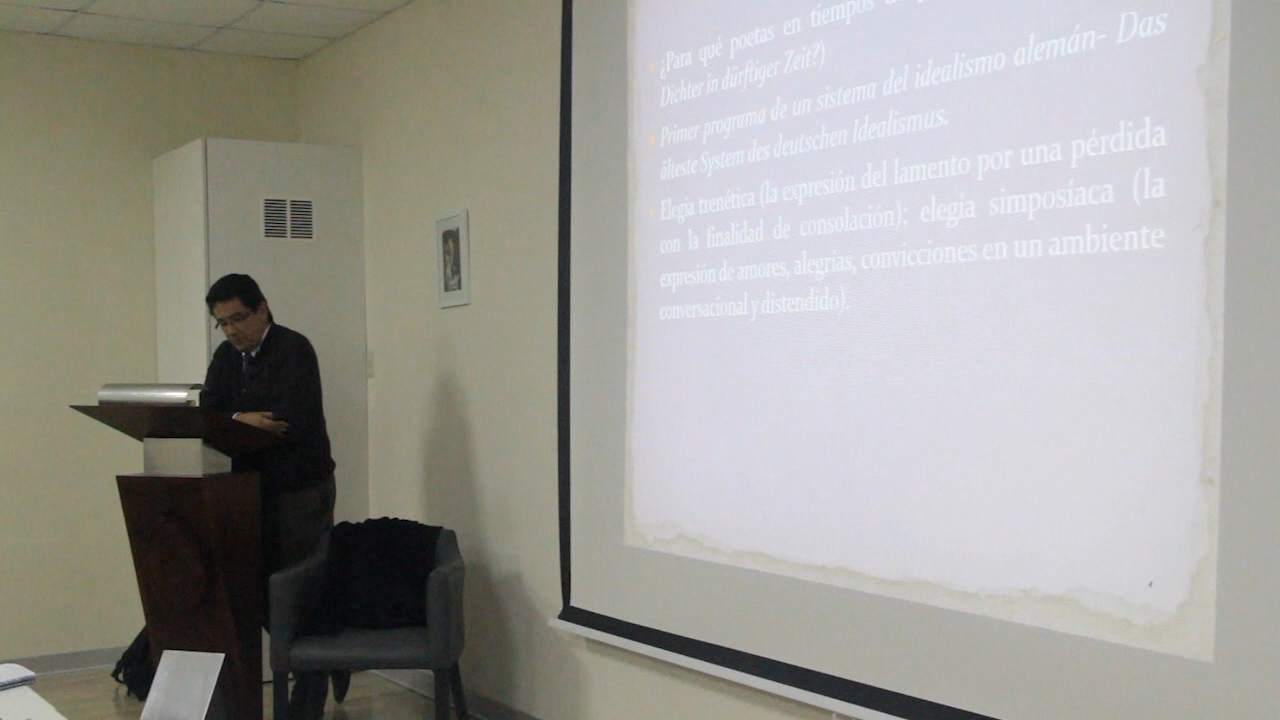 ¿Para qué poetas en tiempos
Dichter in dürftiger Zeit?)
Primer programa de un sistema del idealismo alemán- Das
älteste System des deutschen Idealismus.
Elegia trenética (la expresión del lamento por una pérdida
con la finalidad de consolación); elegia simposíaca (la
expresión de amores, alegrías, convicciones en un ambiente
conversacional y distendido).